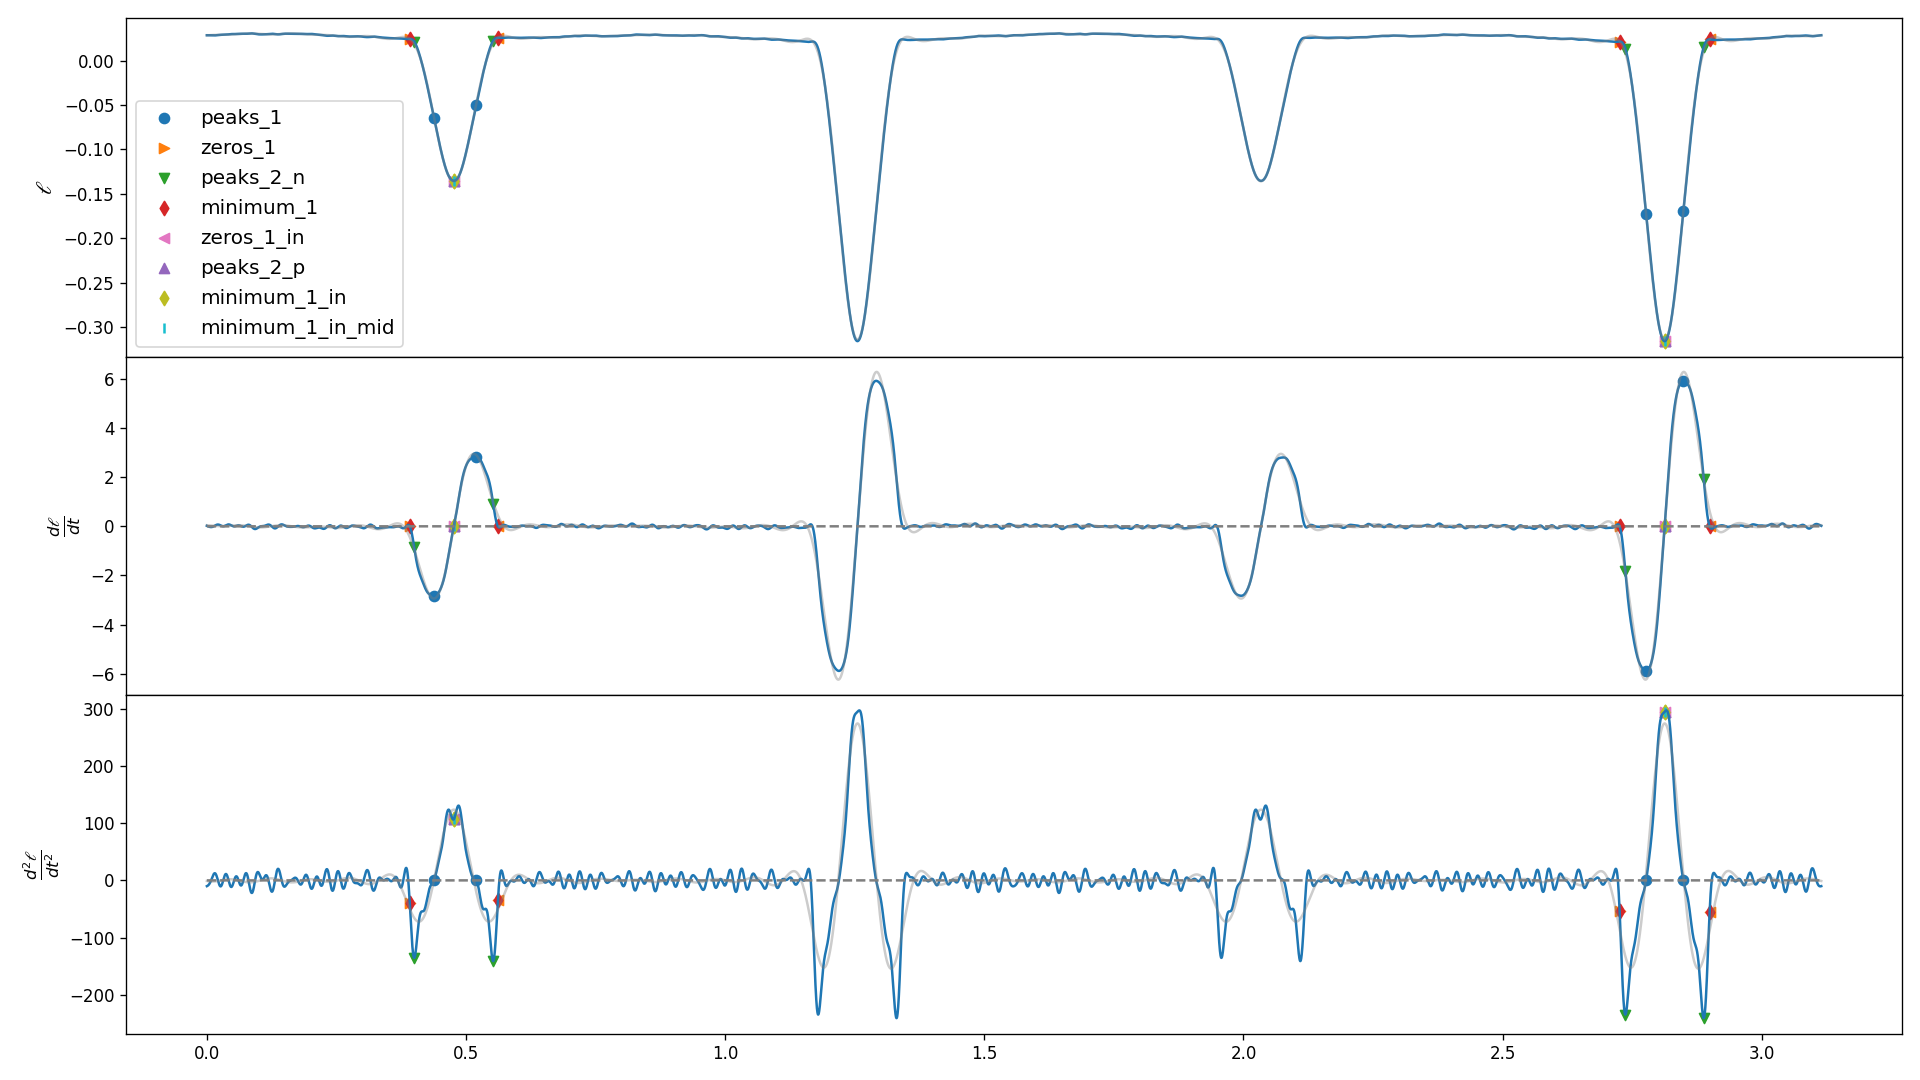 0.00
−0.05
−0.10
−0.15
−0.20
−0.25
−0.30
ℓ
peaks_1
zeros_1
peaks_2_n
minimum_1
zeros_1_in
peaks_2_p
minimum_1_in
minimum_1_in_mid
6
4
2
0
−2
−4
−6
dℓ
dt
300
200
100
0
−100
−200
d²ℓ
dt²
0.0 0.5 1.0 1.5 2.0 2.5 3.0